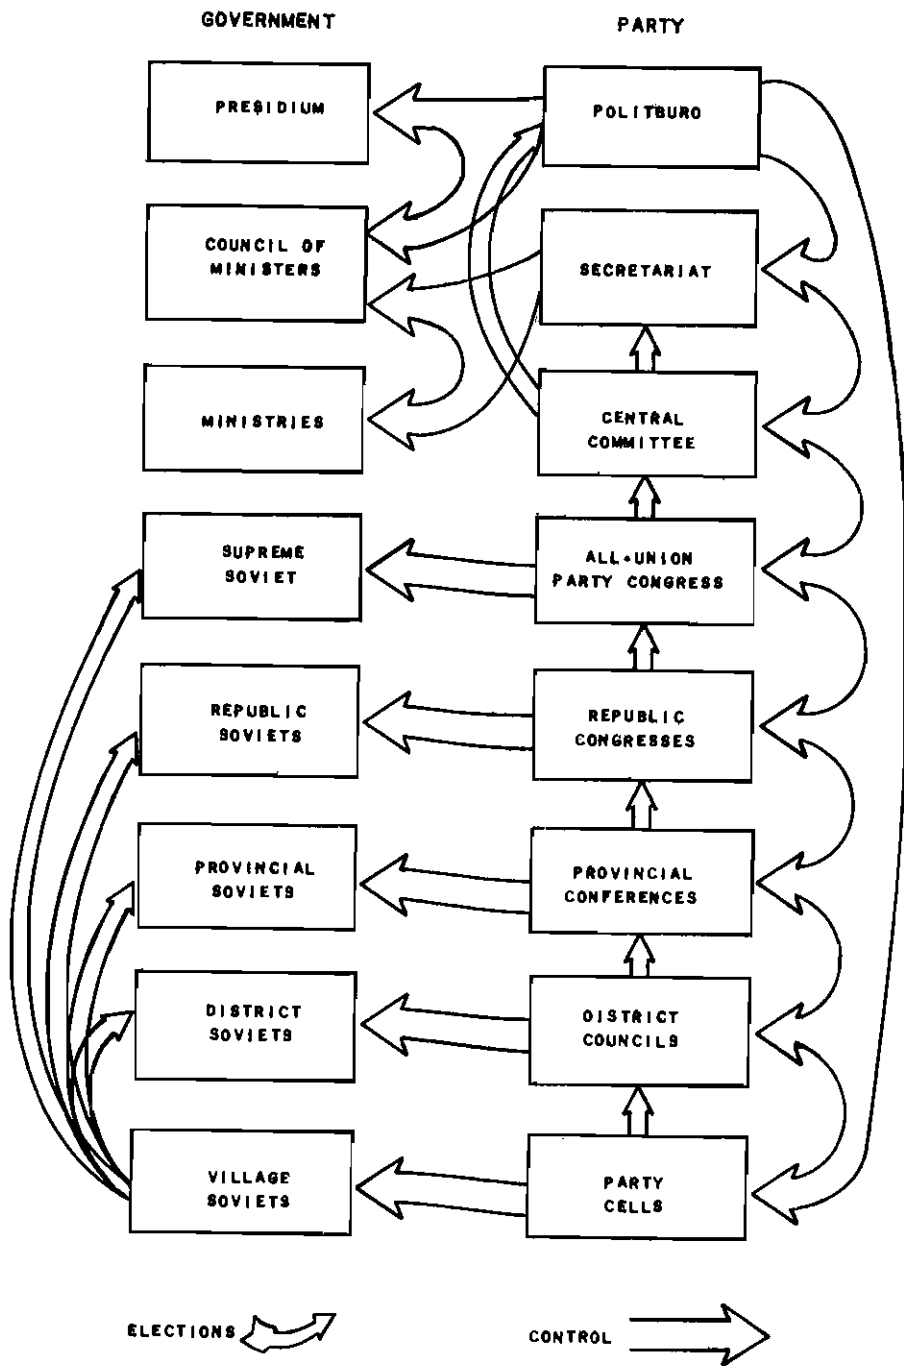 GOVERNMENT
PARTY
PRESIDIUM
POLITBURO
COUNCIL OF
MINISTERS
SECRETARIAT
MINISTRIES
CENTRAL
COMMITTEE
SUPREME
SOVIET
ALL-UNION
PARTY CONGRESS
REPUBLIC
SOVIETS
REPUBLIC
CONGRESSES
PROVINCIAL
SOVIETS
PROVINCIAL
CONFERENCES
DISTRICT
SOVIETS
DISTRICT
COUNCILS
VILLAGE
SOVIETS
PARTY
CELLS
ELECTIONS
CONTROL